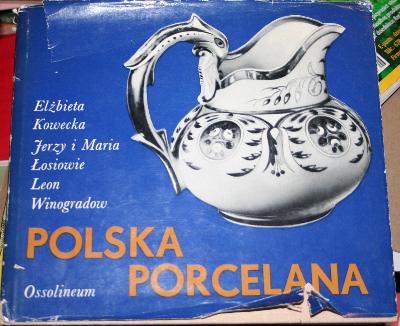 Elżbieta
Kowecka
Jerzy i Maria
Łosiowie
Leon
Winogradow
POLSKA
PORCELANA
Ossolineum